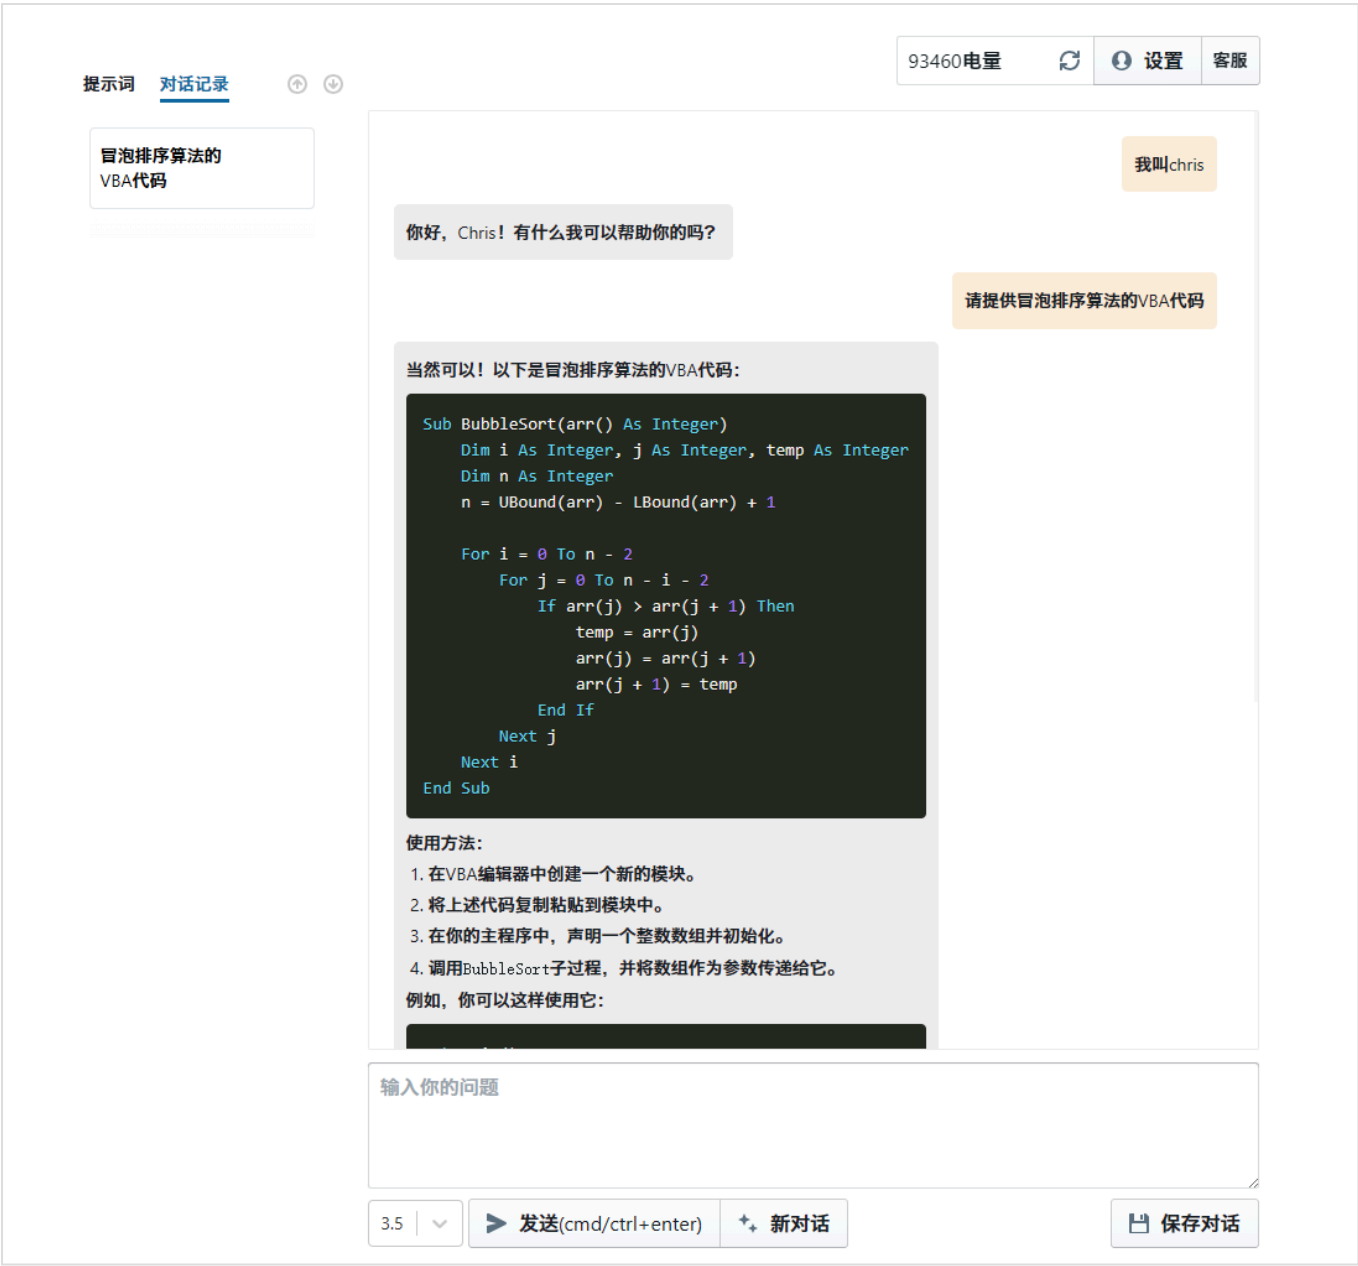 93460电量
设置
客服
提示词
对话记录
冒泡排序算法的
VBA代码
我叫chris
你好，Chris！有什么我可以帮助你的吗？
请提供冒泡排序算法的VBA代码
当然可以！以下是冒泡排序算法的VBA代码：
Sub BubbleSort(arr() As Integer)
    Dim i As Integer, j As Integer, temp As Integer
    Dim n As Integer
    n = UBound(arr) - LBound(arr) + 1
    For i = 0 To n - 2
        For j = 0 To n - i - 2
            If arr(j) > arr(j + 1) Then
                temp = arr(j)
                arr(j) = arr(j + 1)
                arr(j + 1) = temp
            End If
        Next j
    Next i
End Sub
使用方法：
1. 在VBA编辑器中创建一个新的模块。
2. 将上述代码复制粘贴到模块中。
3. 在你的主程序中，声明一个整数数组并初始化。
4. 调用BubbleSort子过程，并将数组作为参数传递给它。
例如，你可以这样使用它：
输入你的问题
3.5
发送(cmd/ctrl+enter)
新对话
保存对话